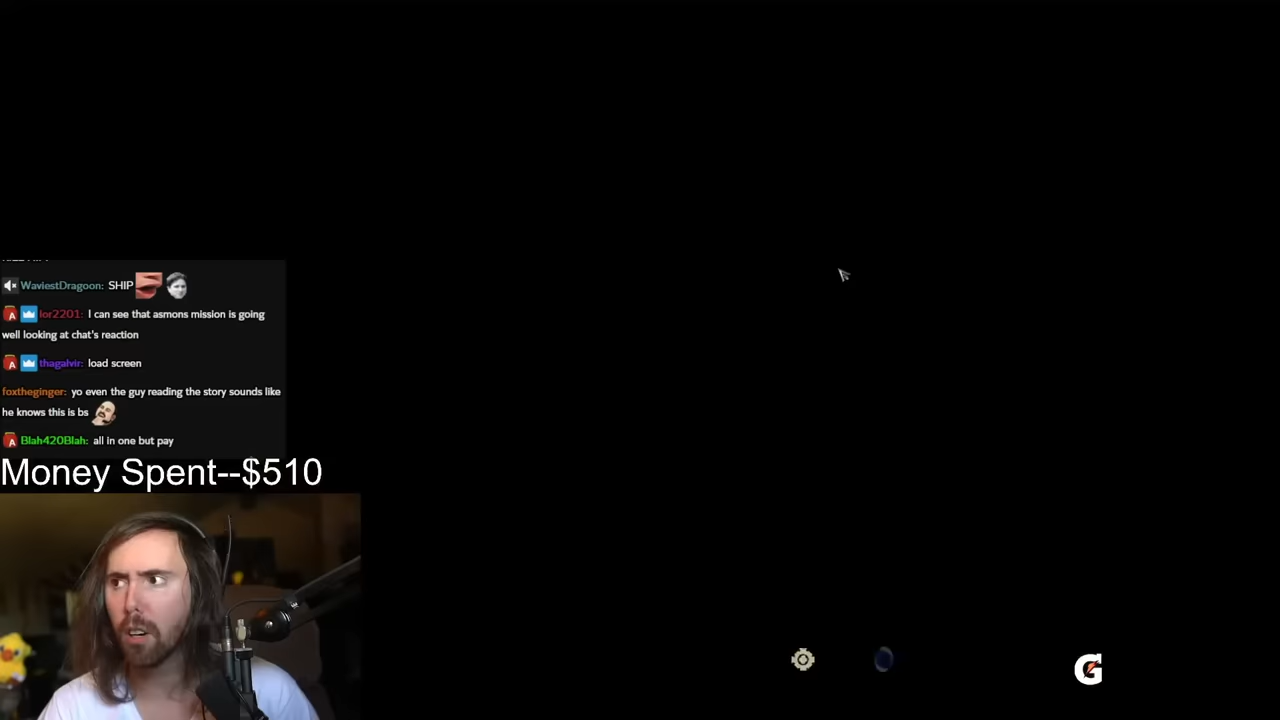 WaviestDragoon: SHIP
lor2201: I can see that asmons mission is going
well looking at chat's reaction
thagalvir: load screen
foxtheginger: yo even the guy reading the story sounds like
he knows this is bs
Blah420Blah: all in one but pay
Money Spent--$510
G